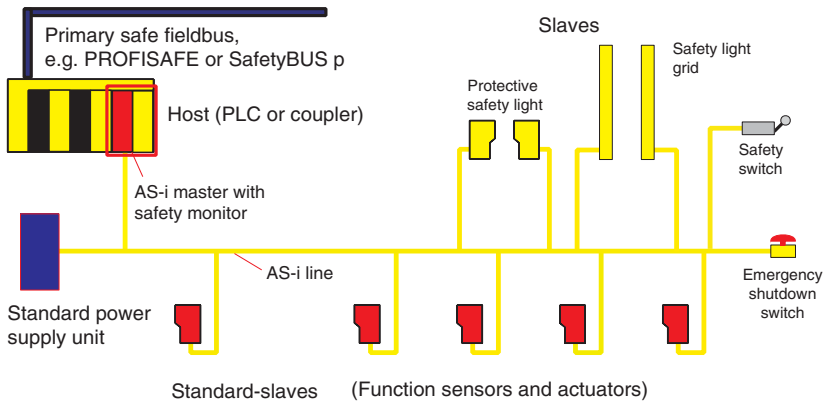 Primary safe fieldbus,
e.g. PROFISAFE or SafetyBUS p
Slaves
Safety light
grid
Protective
safety light
Host (PLC or coupler)
Safety
switch
AS-i master with
safety monitor
AS-i line
Emergency
shutdown
switch
Standard power
supply unit
Standard-slaves (Function sensors and actuators)